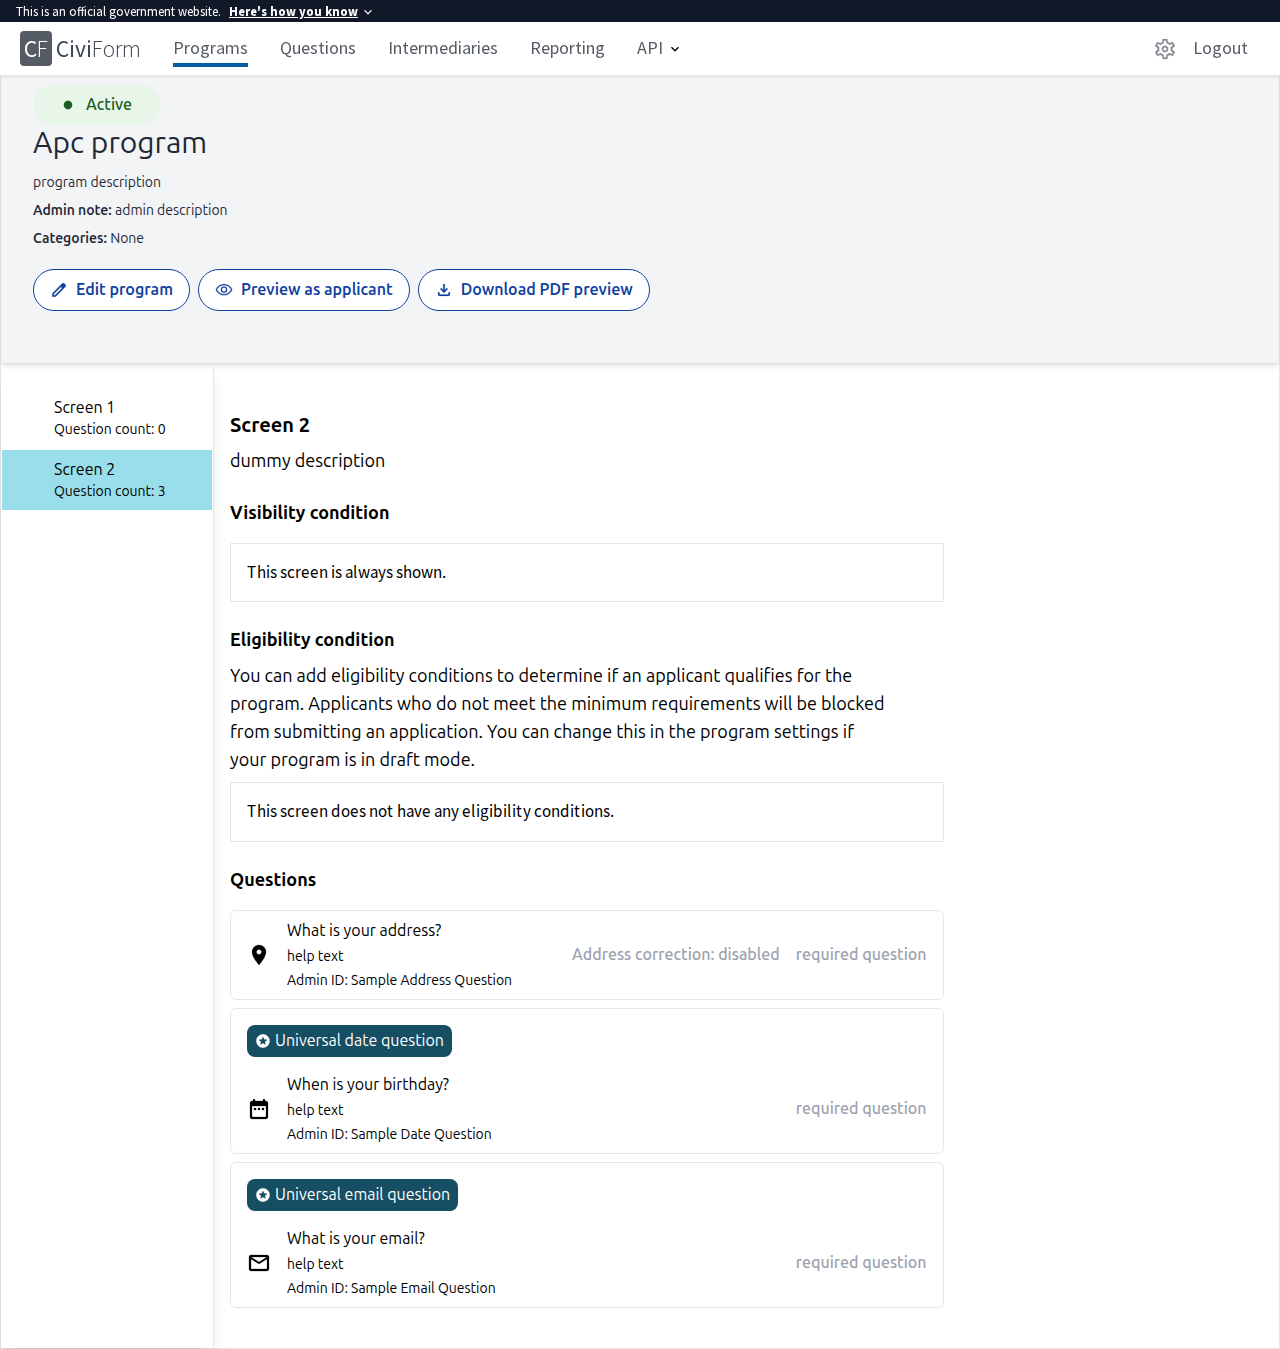 This is an official government website. Here's how you know
CF CiviForm Programs Questions Intermediaries Reporting API Logout
Active
Apc program
program description
Admin note: admin description
Categories: None
Edit program Preview as applicant Download PDF preview
Screen 1
Question count: 0
Screen 2
Question count: 3
Screen 2
dummy description
Visibility condition
This screen is always shown.
Eligibility condition
You can add eligibility conditions to determine if an applicant qualifies for the
program. Applicants who do not meet the minimum requirements will be blocked
from submitting an application. You can change this in the program settings if
your program is in draft mode.
This screen does not have any eligibility conditions.
Questions
What is your address?
help text
Admin ID: Sample Address Question
Address correction: disabled required question
Universal date question
When is your birthday?
help text
Admin ID: Sample Date Question
required question
Universal email question
What is your email?
help text
Admin ID: Sample Email Question
required question